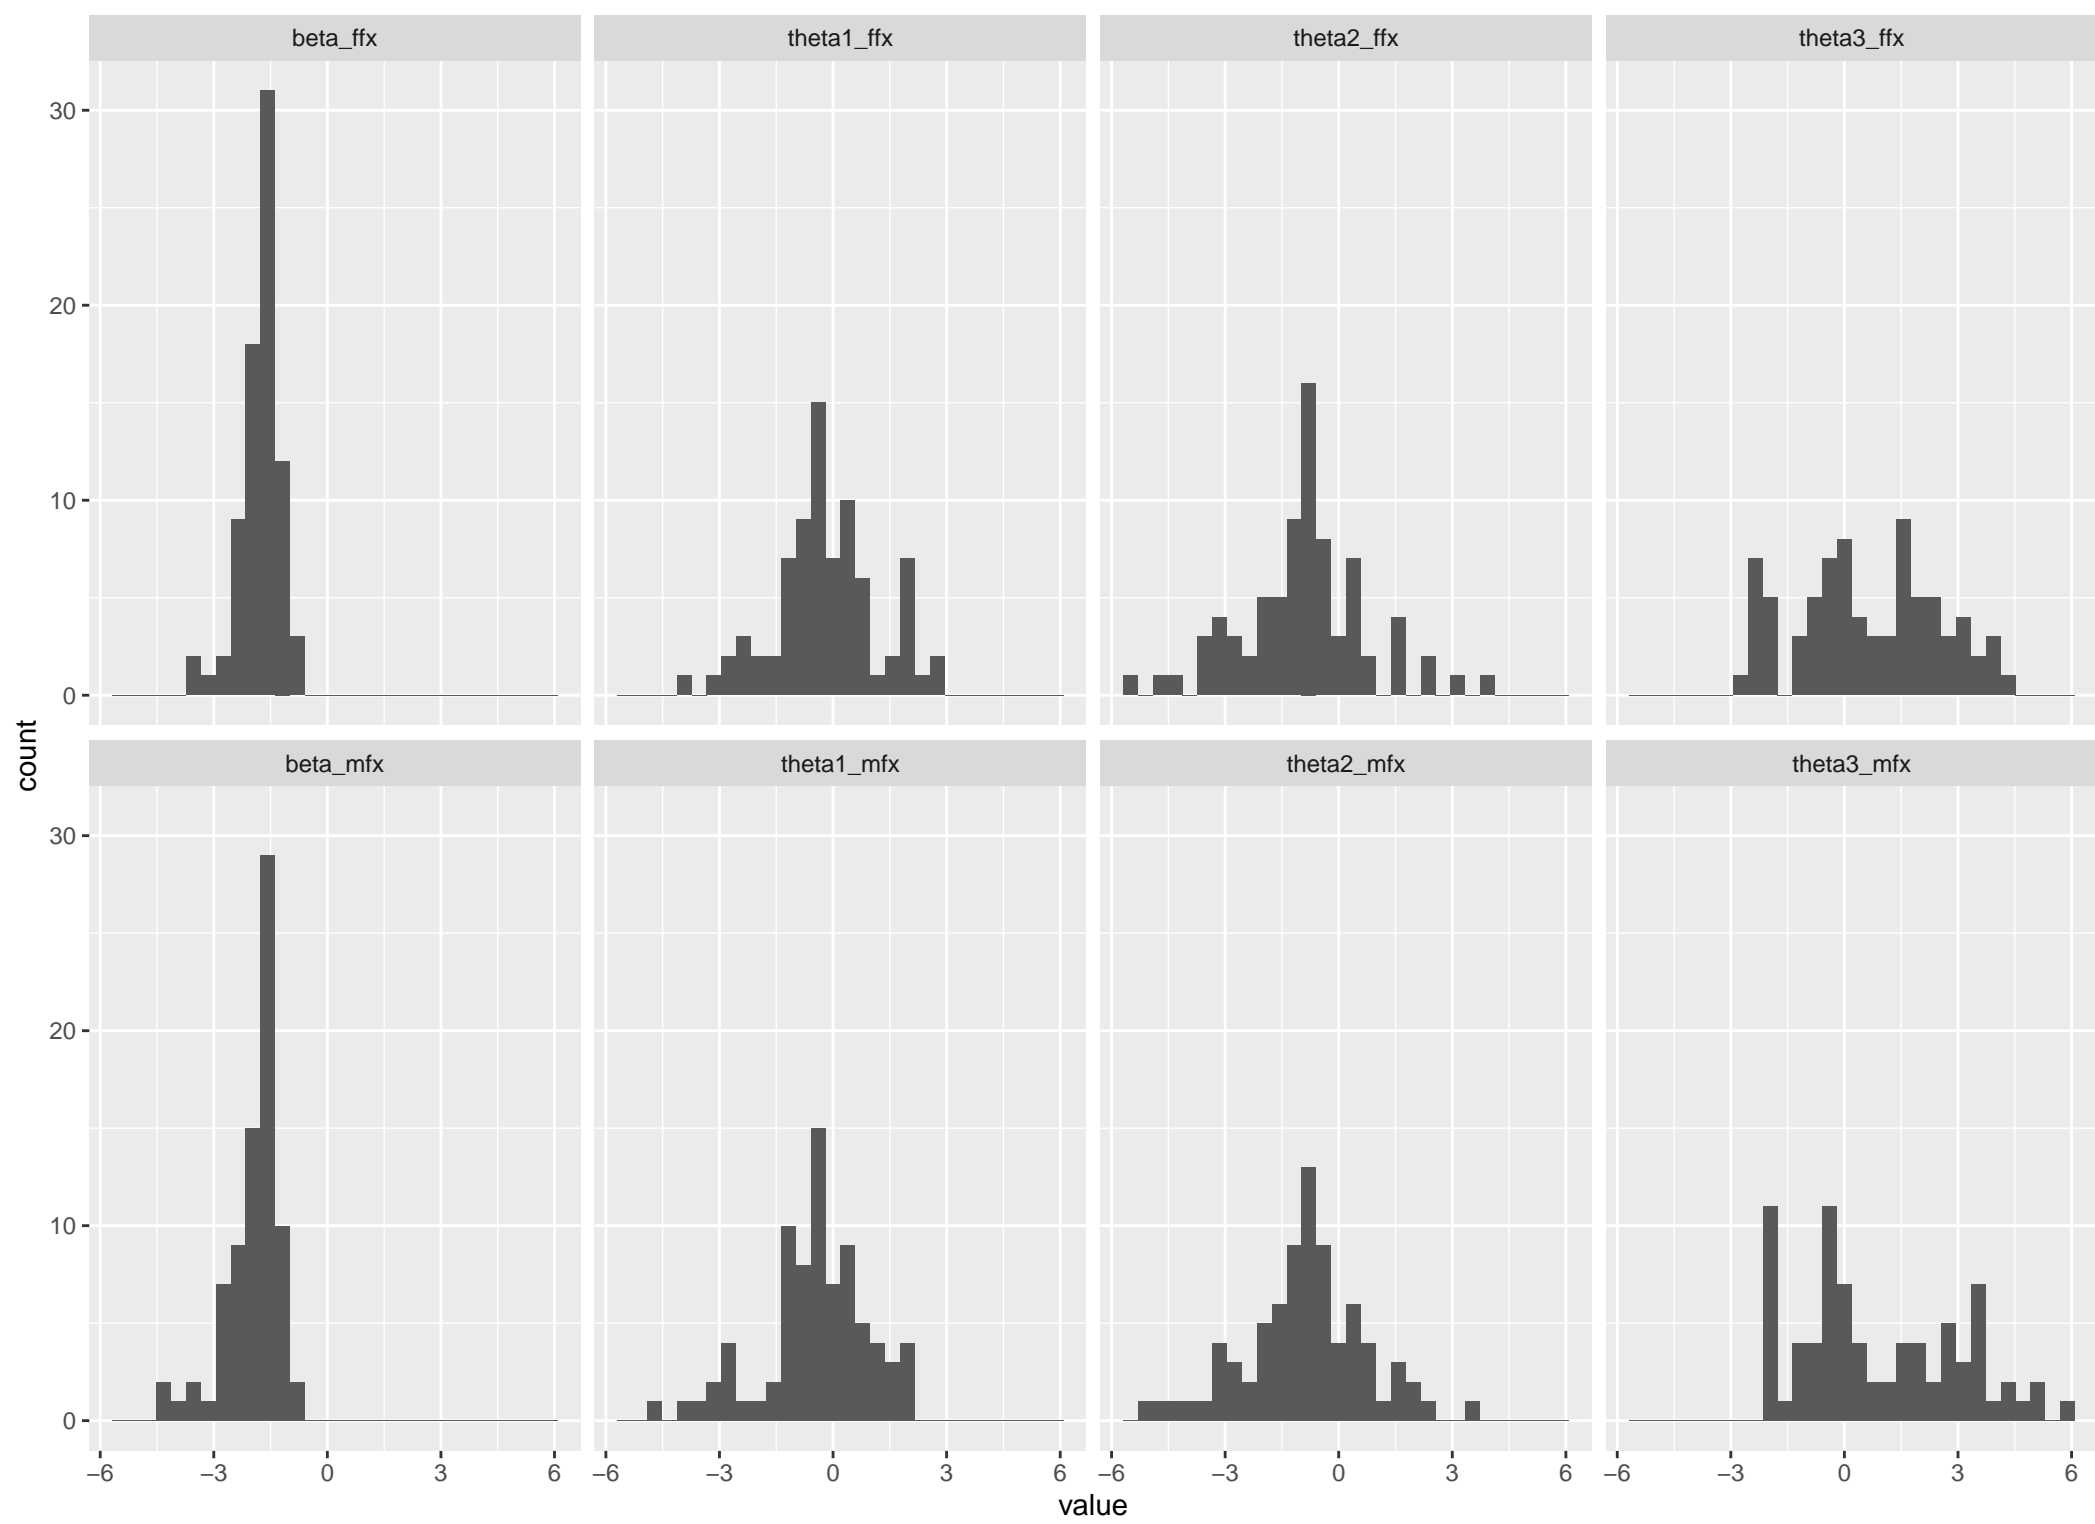 beta_ffx theta1_ffx theta2_ffx theta3_ffx
30
20
10
0
count
beta_mfx theta1_mfx theta2_mfx theta3_mfx
30
20
10
0
−6 −3 0 3 6 −6 −3 0 3 6 −6 −3 0 3 6 −6 −3 0 3 6
value